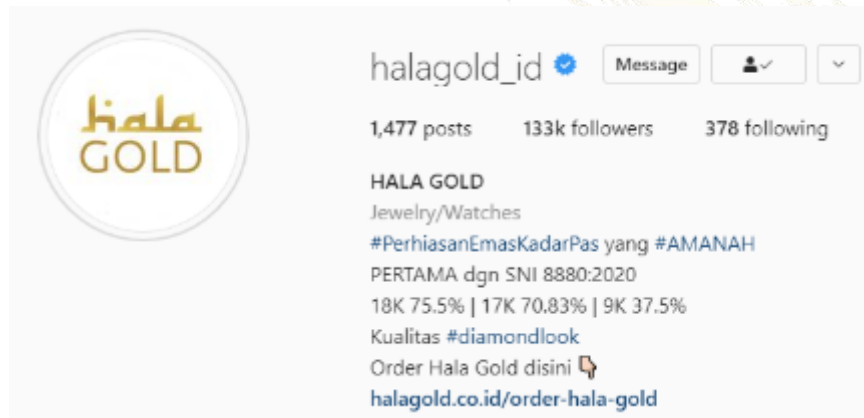 hala
GOLD
halagold_id Message
1,477 posts 133k followers 378 following
HALA GOLD
Jewelry/Watches
#PerhiasanEmasKadarPas yang #AMANAH
PERTAMA dgn SNI 8880:2020
18K 75.5% | 17K 70.83% | 9K 37.5%
Kualitas #diamondlook
Order Hala Gold disini 👇
halagold.co.id/order-hala-gold